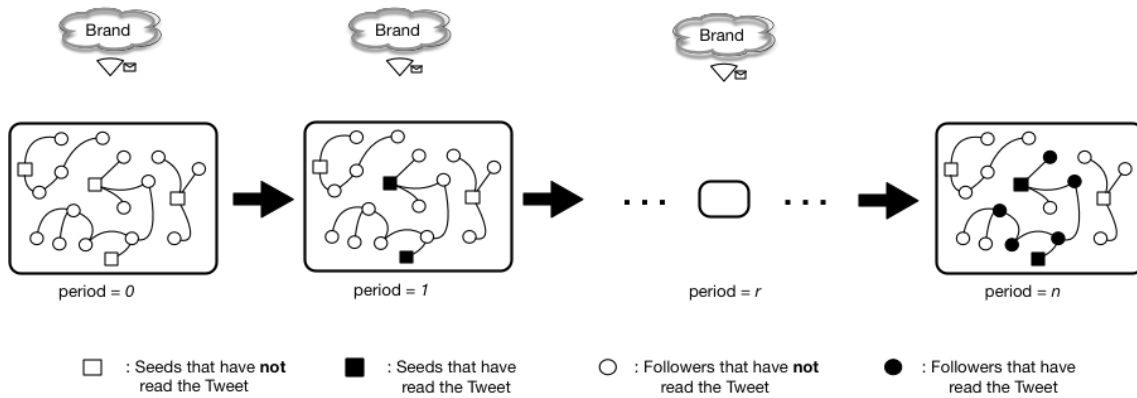 Brand
Brand
Brand
. . .
. . .
period = 0
period = 1
period = r
period = n
: Seeds that have not
read the Tweet
: Seeds that have
read the Tweet
: Followers that have not
read the Tweet
: Followers that have
read the Tweet